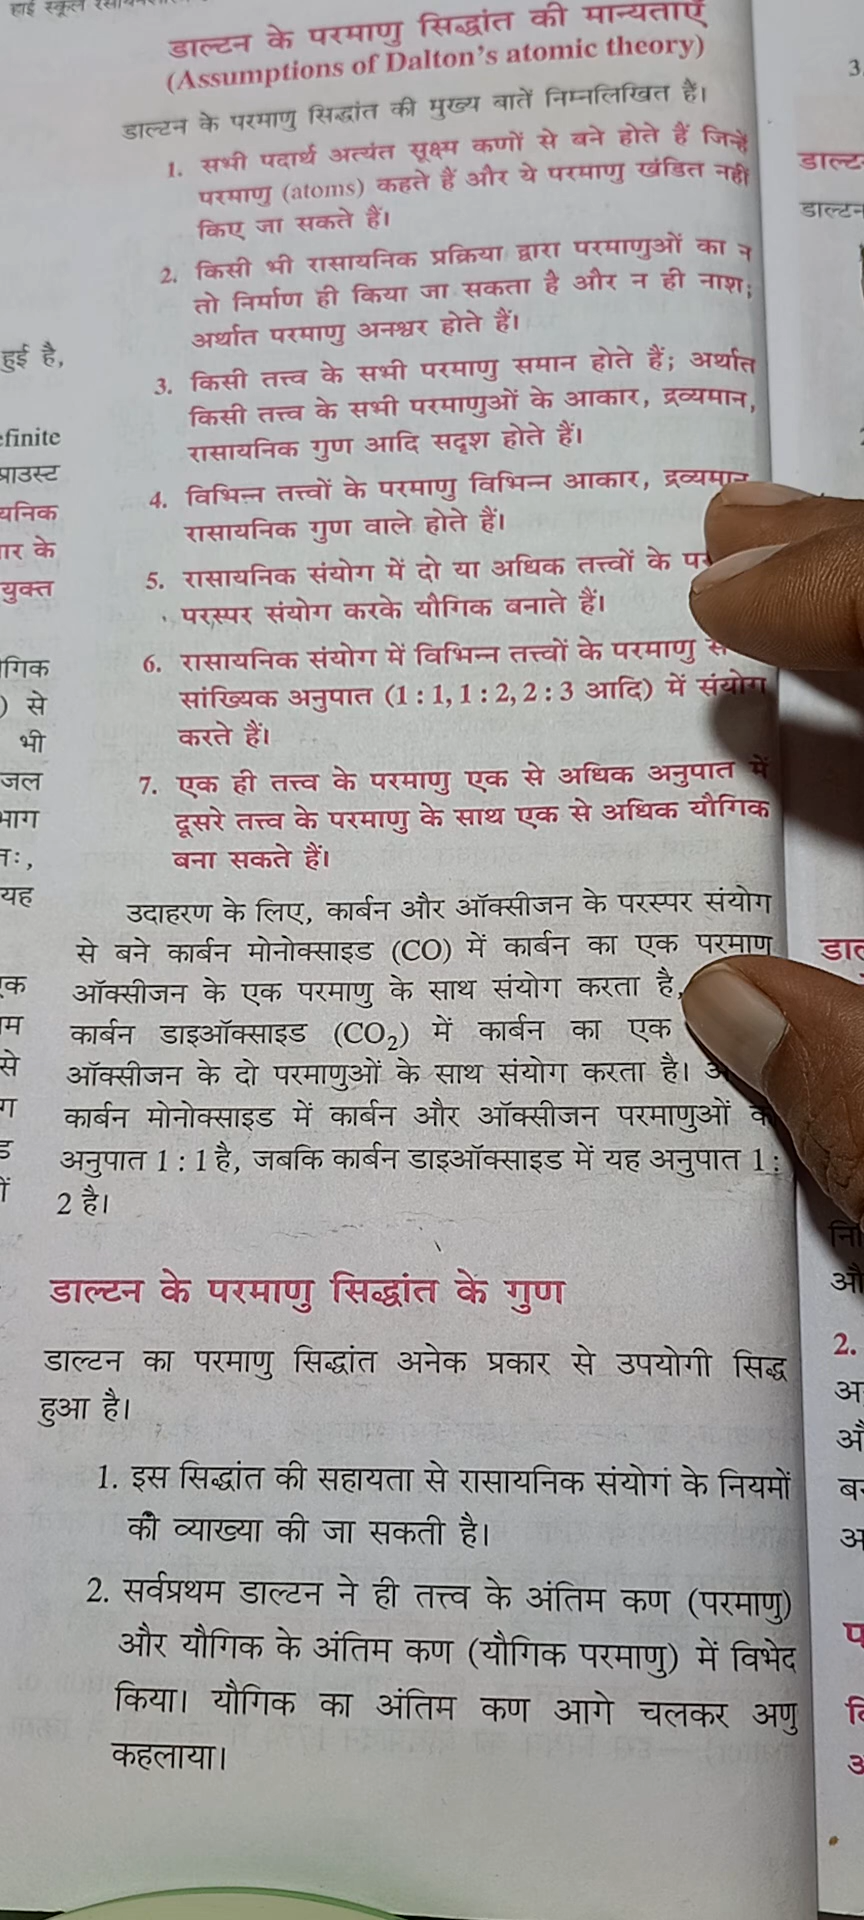 हाई स्कूल
डाल्टन के परमाणु सिद्धांत की मान्यताएँ
(Assumptions of Dalton's atomic theory)
डाल्टन के परमाणु सिद्धांत की मुख्य बातें निम्नलिखित हैं।
1. सभी पदार्थ अत्यंत सूक्ष्म कणों से बने होते हैं जिन्हें
परमाणु (atoms) कहते हैं और ये परमाणु खंडित नहीं
किए जा सकते हैं।
2. किसी भी रासायनिक प्रक्रिया द्वारा परमाणुओं का न
तो निर्माण ही किया जा सकता है और न ही नाश;
अर्थात परमाणु अनश्वर होते हैं।
3. किसी तत्त्व के सभी परमाणु समान होते हैं; अर्थात
किसी तत्त्व के सभी परमाणुओं के आकार, द्रव्यमान,
रासायनिक गुण आदि सदृश होते हैं।
4. विभिन्न तत्त्वों के परमाणु विभिन्न आकार, द्रव्यमान
रासायनिक गुण वाले होते हैं।
5. रासायनिक संयोग में दो या अधिक तत्त्वों के
परस्पर संयोग करके यौगिक बनाते हैं।
6. रासायनिक संयोग में विभिन्न तत्त्वों के परमाणु
सांख्यिक अनुपात (1 : 1, 1 : 2, 2 : 3 आदि) में संयोग
करते हैं।
7. एक ही तत्त्व के परमाणु एक से अधिक अनुपात में
दूसरे तत्त्व के परमाणु के साथ एक से अधिक यौगिक
बना सकते हैं।
उदाहरण के लिए, कार्बन और ऑक्सीजन के परस्पर संयोग
से बने कार्बन मोनोक्साइड (CO) में कार्बन का एक परमाणु
ऑक्सीजन के एक परमाणु के साथ संयोग करता है,
कार्बन डाइऑक्साइड (CO₂) में कार्बन का एक
ऑक्सीजन के दो परमाणुओं के साथ संयोग करता है।
कार्बन मोनोक्साइड में कार्बन और ऑक्सीजन परमाणुओं
अनुपात 1 : 1 है, जबकि कार्बन डाइऑक्साइड में यह अनुपात 1 :
2 है।
डाल्टन के परमाणु सिद्धांत के गुण
डाल्टन का परमाणु सिद्धांत अनेक प्रकार से उपयोगी सिद्ध
हुआ है।
1. इस सिद्धांत की सहायता से रासायनिक संयोगं के नियमों
की व्याख्या की जा सकती है।
2. सर्वप्रथम डाल्टन ने ही तत्त्व के अंतिम कण (परमाणु)
और यौगिक के अंतिम कण (यौगिक परमाणु) में विभेद
किया। यौगिक का अंतिम कण आगे चलकर अणु
कहलाया।
हुई है,
finite
प्राउस्ट
यनिक
के
युक्त
से
भी
जल
भाग
यह
से
3.
2.